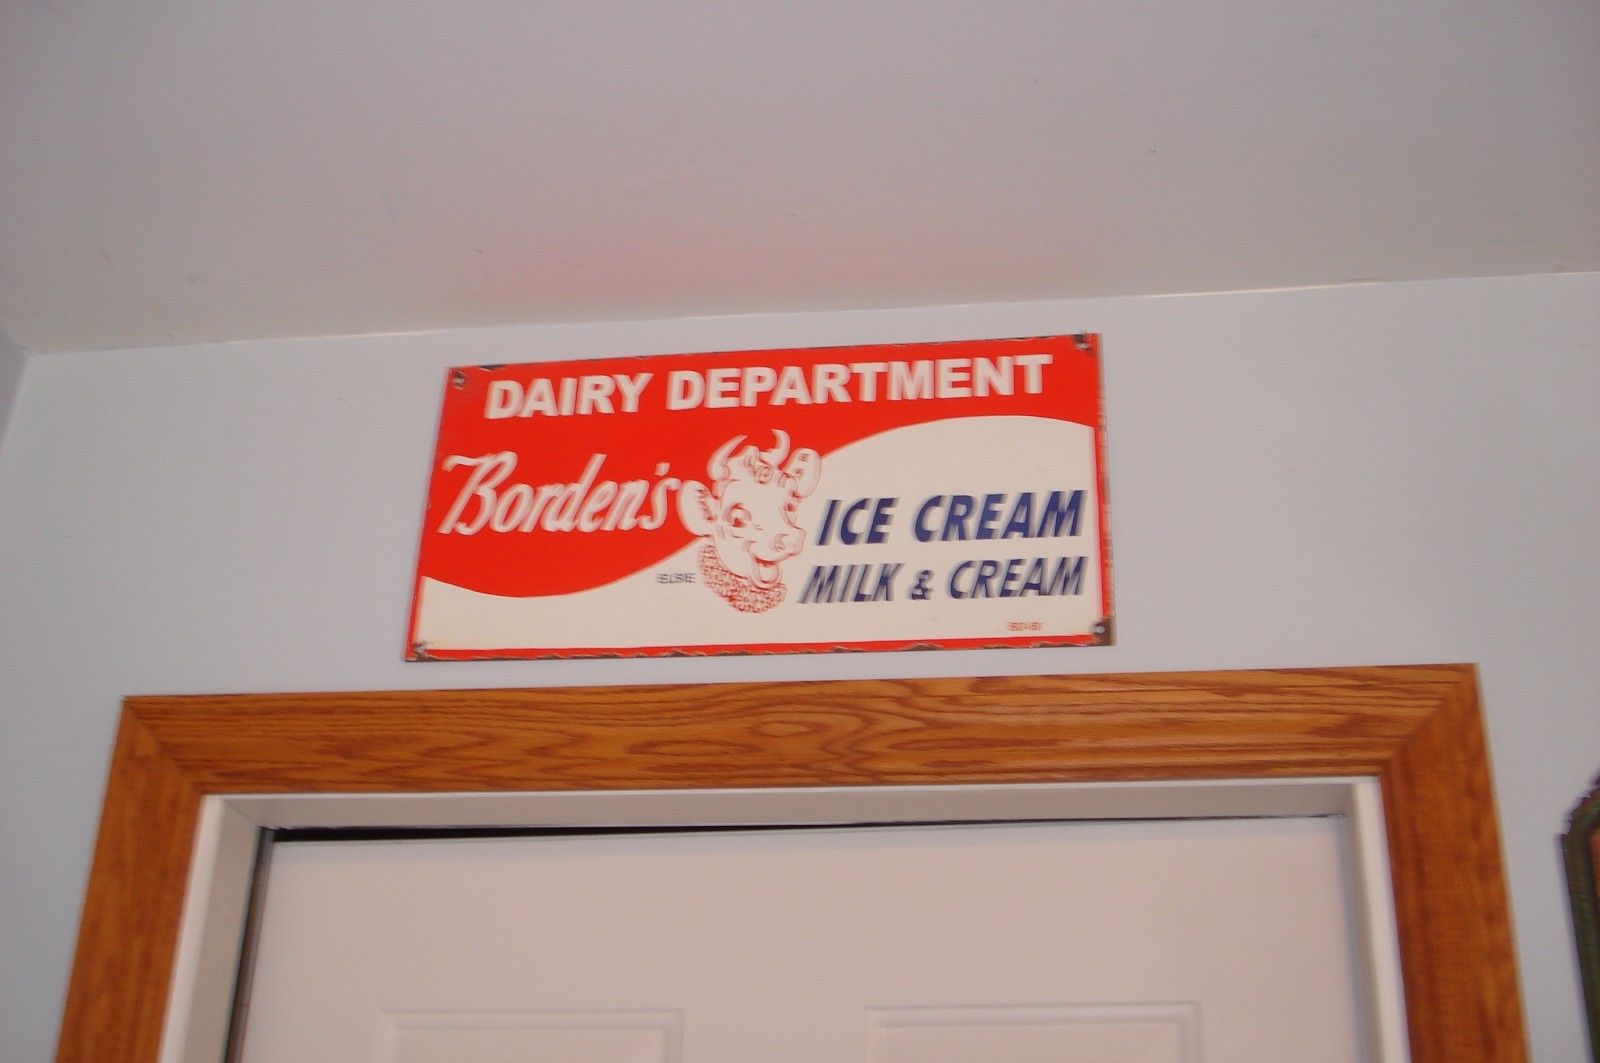 DAIRY DEPARTMENT
Borden's
ICE CREAM
MILK & CREAM
ELSIE